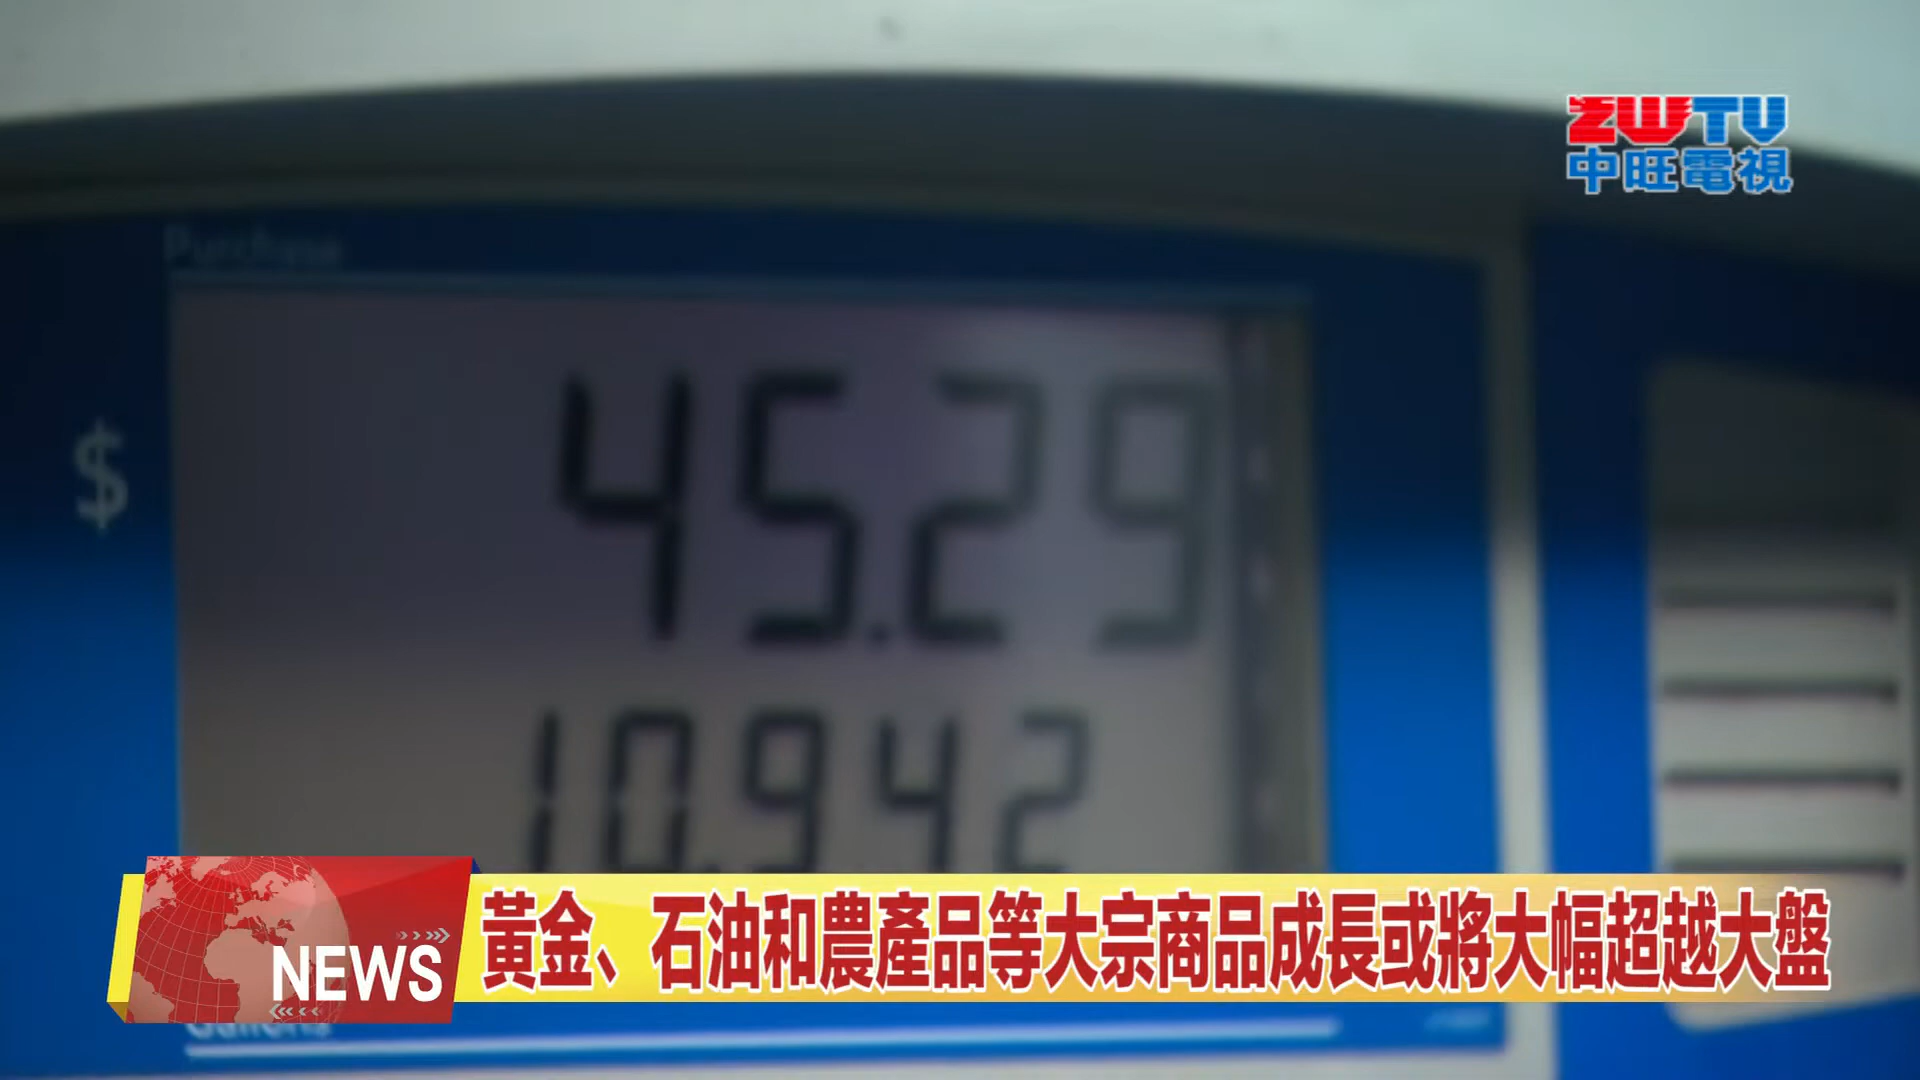 ZWTV
中旺電視
Purchase
$
45.29
10.942
NEWS
黃金、石油和農產品等大宗商品成長或將大幅超越大盤
Gallons